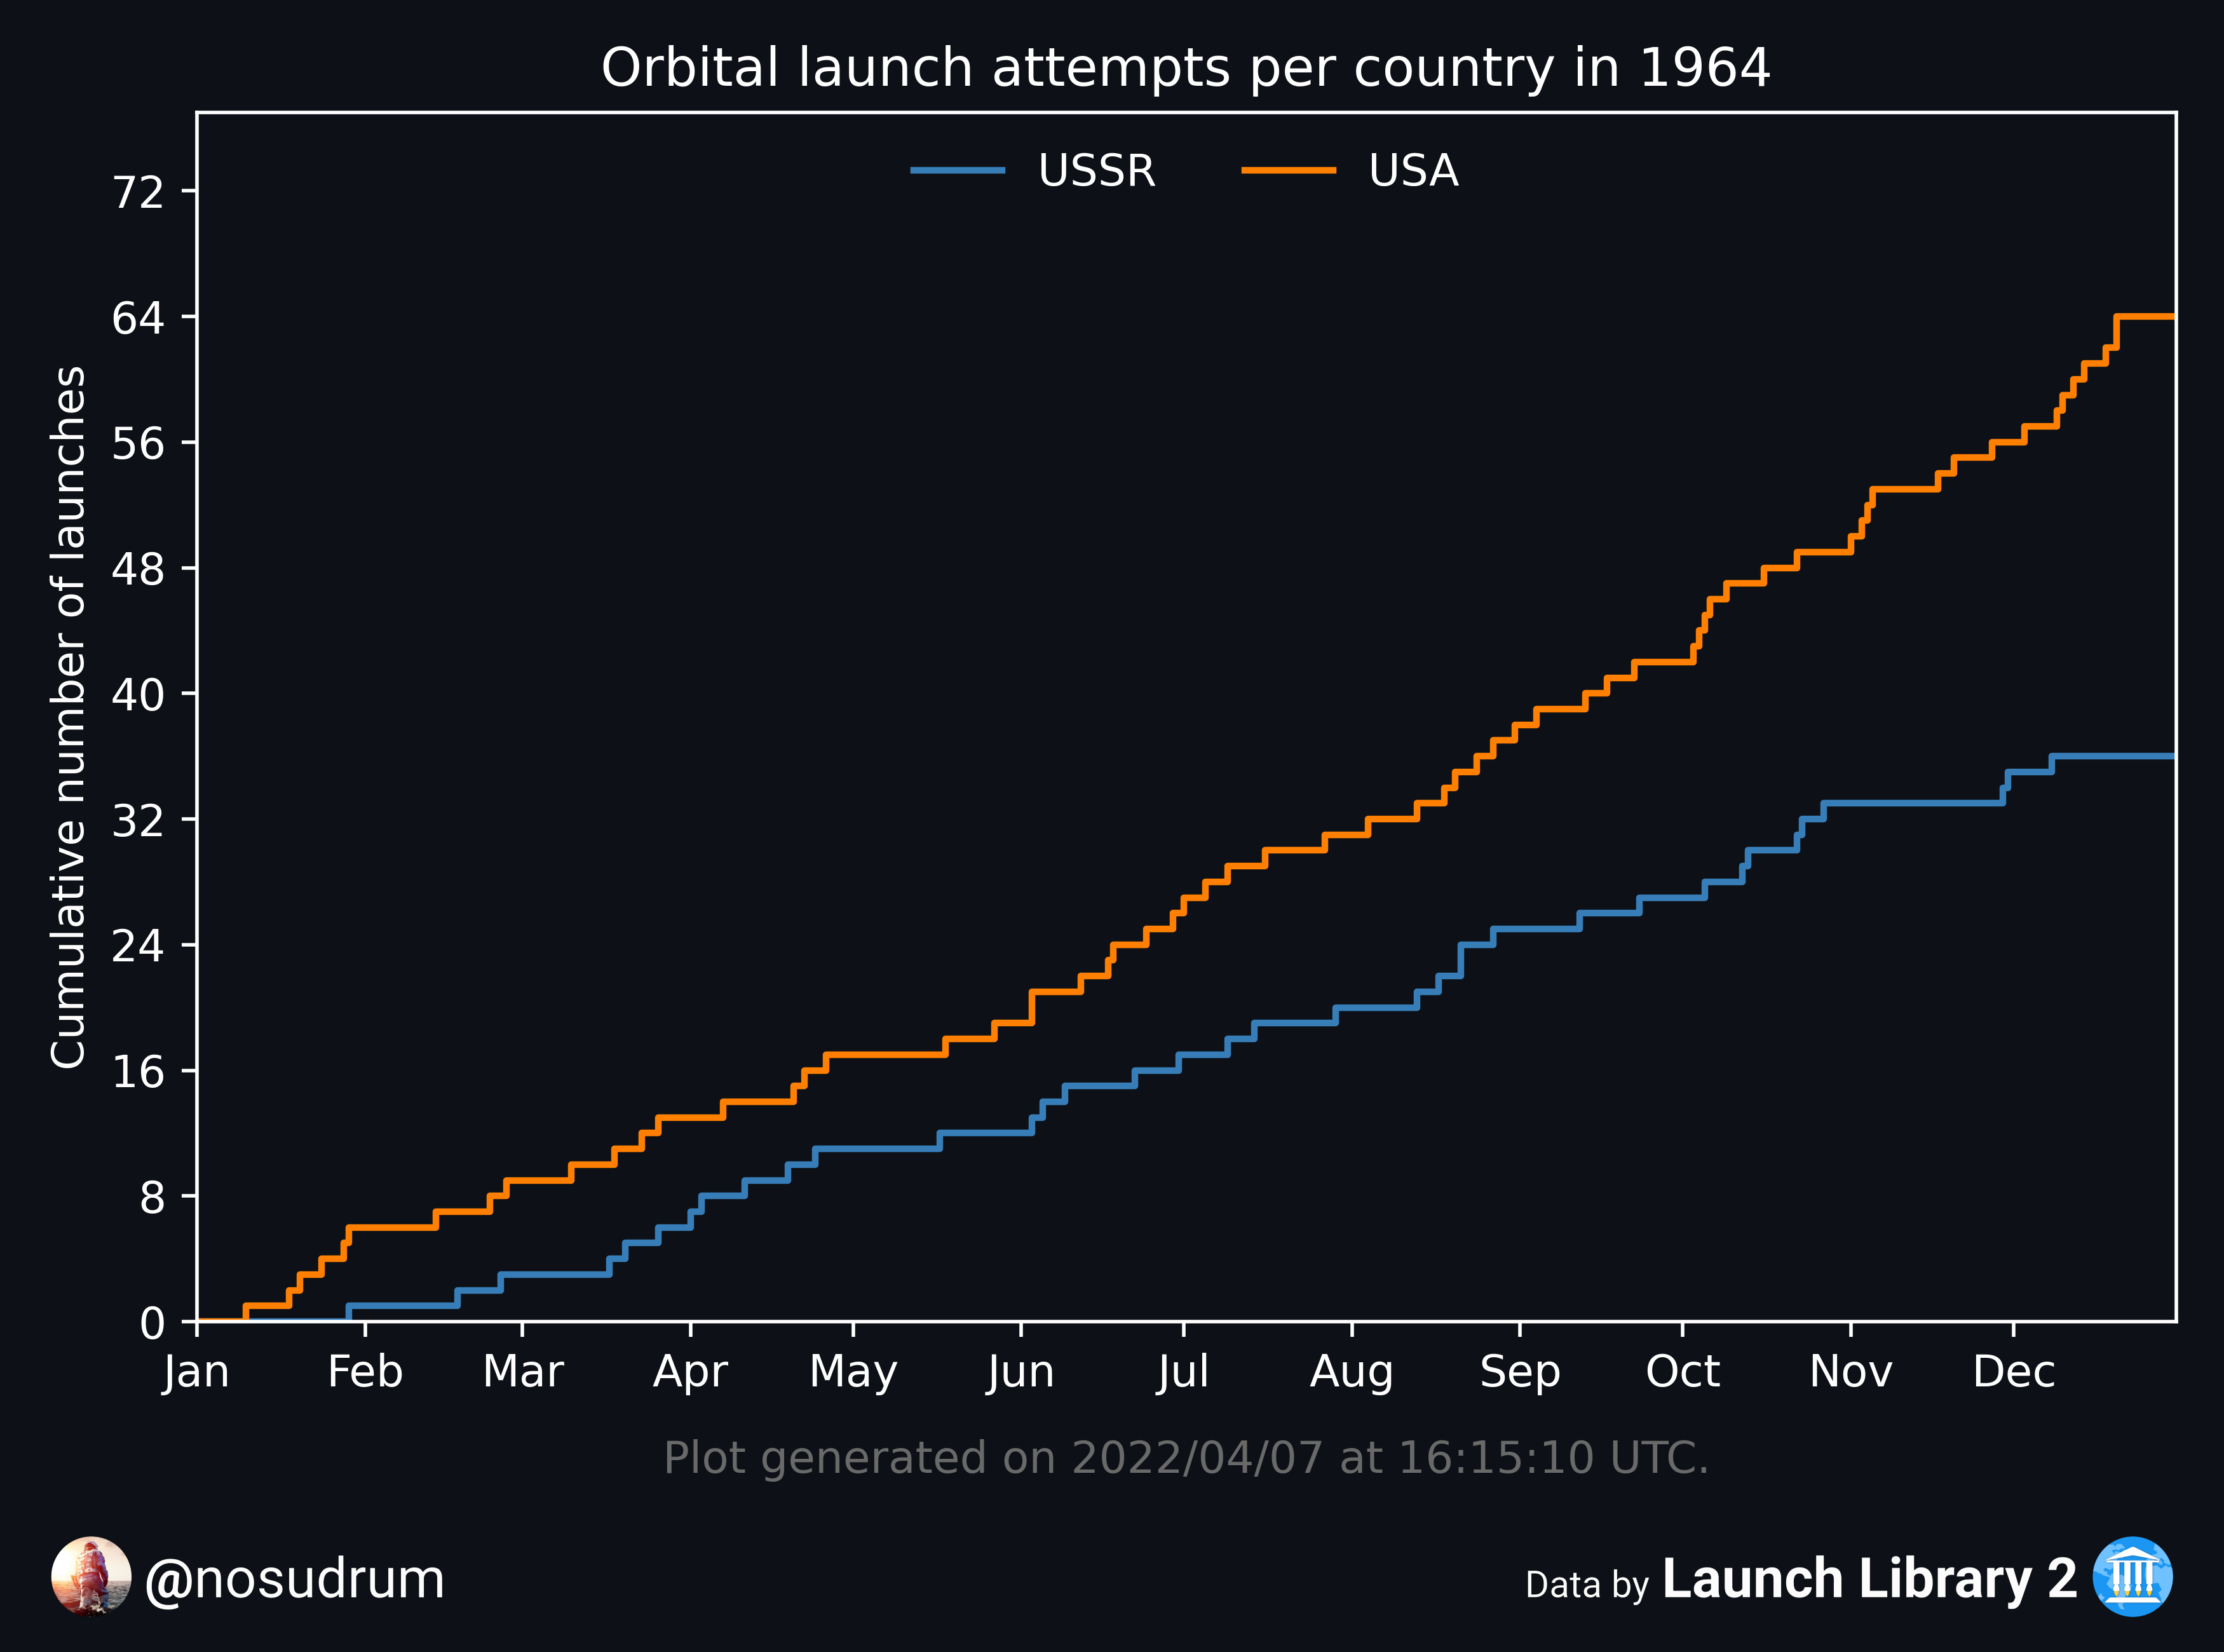 Orbital launch attempts per country in 1964
USSR USA
Cumulative number of launches
72
64
56
48
40
32
24
16
8
0
Jan Feb Mar Apr May Jun Jul Aug Sep Oct Nov Dec
Plot generated on 2022/04/07 at 16:15:10 UTC.
@nosudrum
Data by Launch Library 2